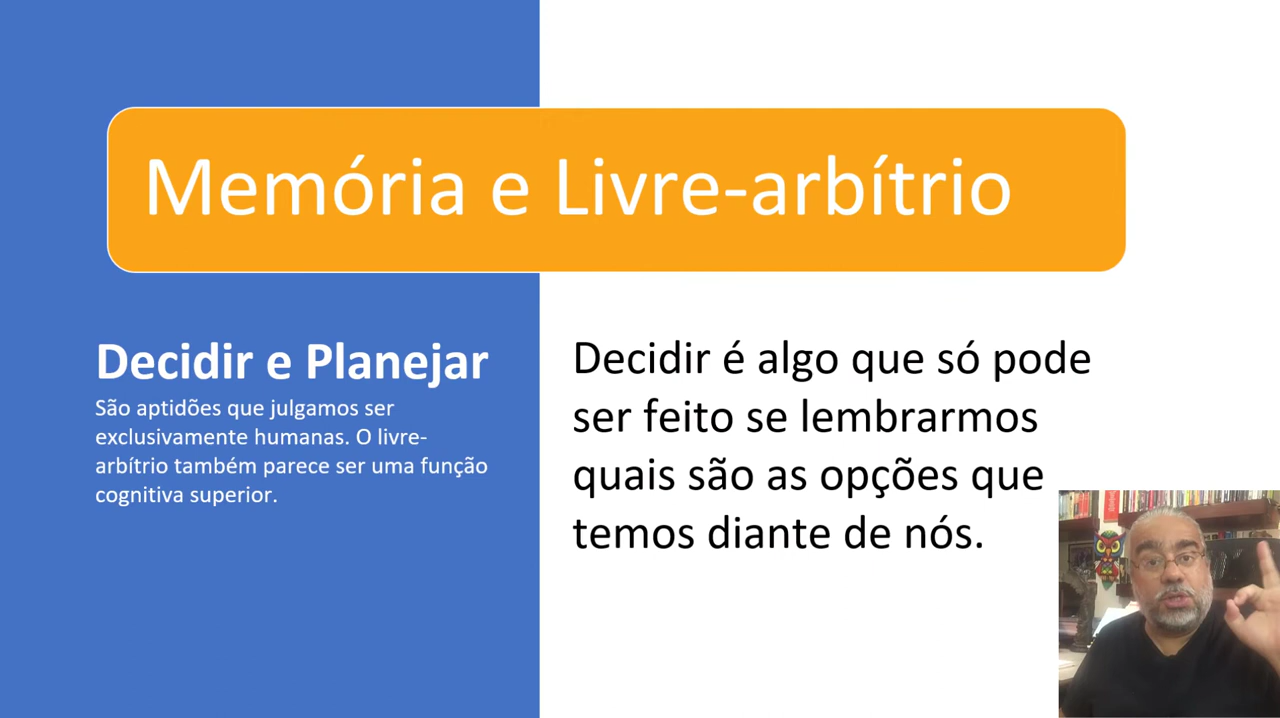 Memória e Livre-arbítrio
Decidir e Planejar
São aptidões que julgamos ser
exclusivamente humanas. O livre-
arbítrio também parece ser uma função
cognitiva superior.
Decidir é algo que só pode
ser feito se lembrarmos
quais são as opções que
temos diante de nós.